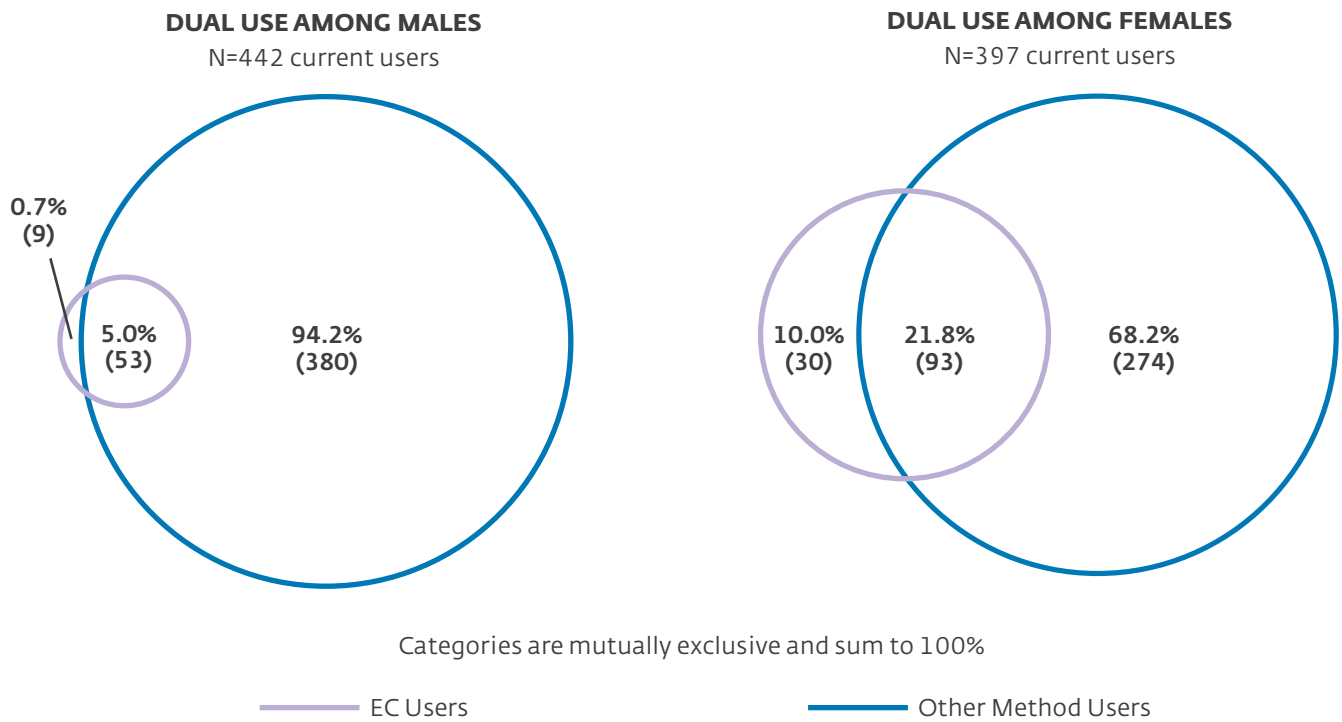 DUAL USE AMONG MALES
N=442 current users
0.7%
(9)
5.0%
(53)
94.2%
(380)
DUAL USE AMONG FEMALES
N=397 current users
10.0%
(30)
21.8%
(93)
68.2%
(274)
Categories are mutually exclusive and sum to 100%
EC Users
Other Method Users